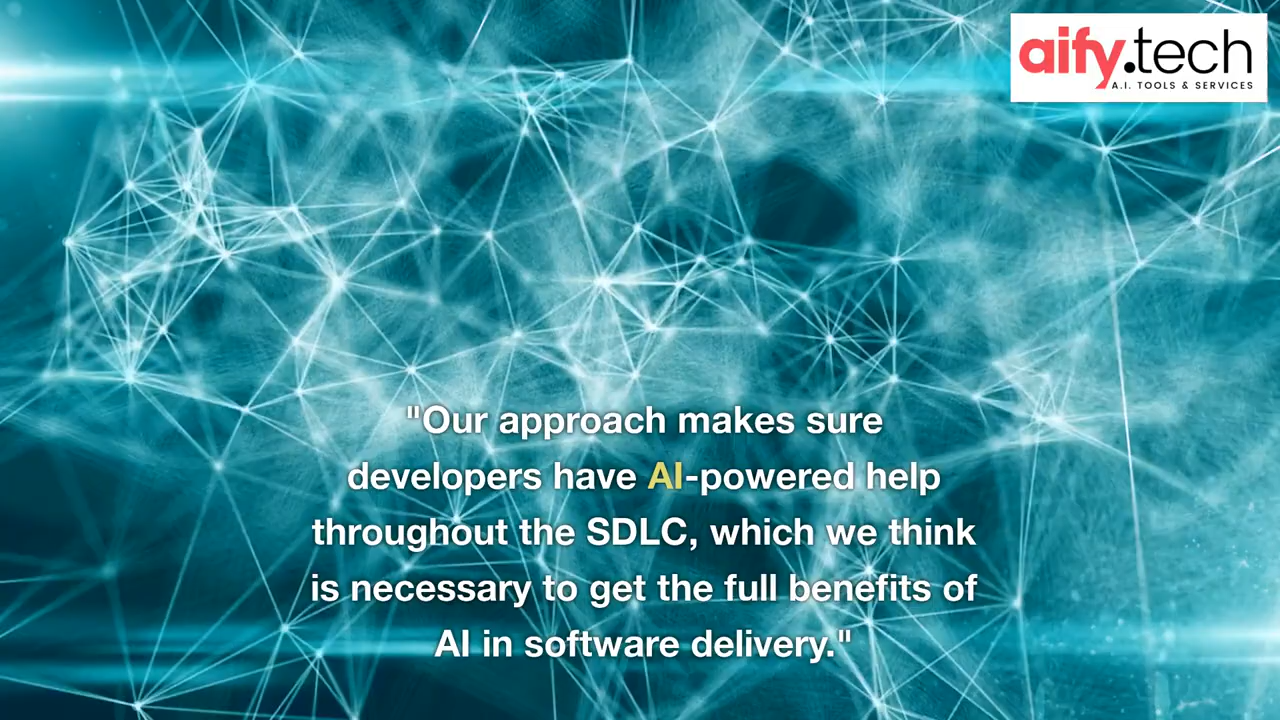 aify.tech
A.I. TOOLS & SERVICES
"Our approach makes sure
developers have AI-powered help
throughout the SDLC, which we think
is necessary to get the full benefits of
AI in software delivery."